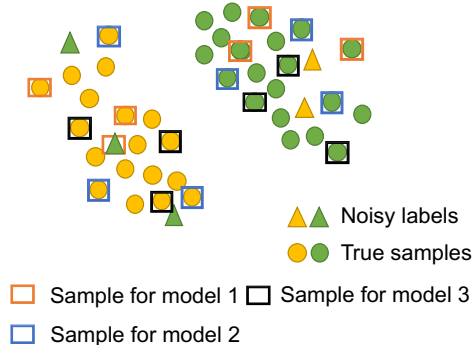 Noisy labels
True samples
Sample for model 1
Sample for model 3
Sample for model 2